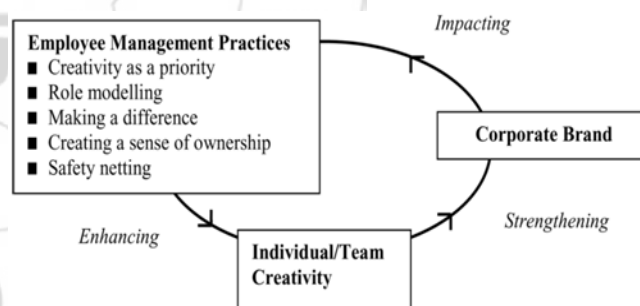 Impacting
Employee Management Practices
■ Creativity as a priority
■ Role modelling
■ Making a difference
■ Creating a sense of ownership
■ Safety netting
Corporate Brand
Enhancing
Strengthening
Individual/Team
Creativity